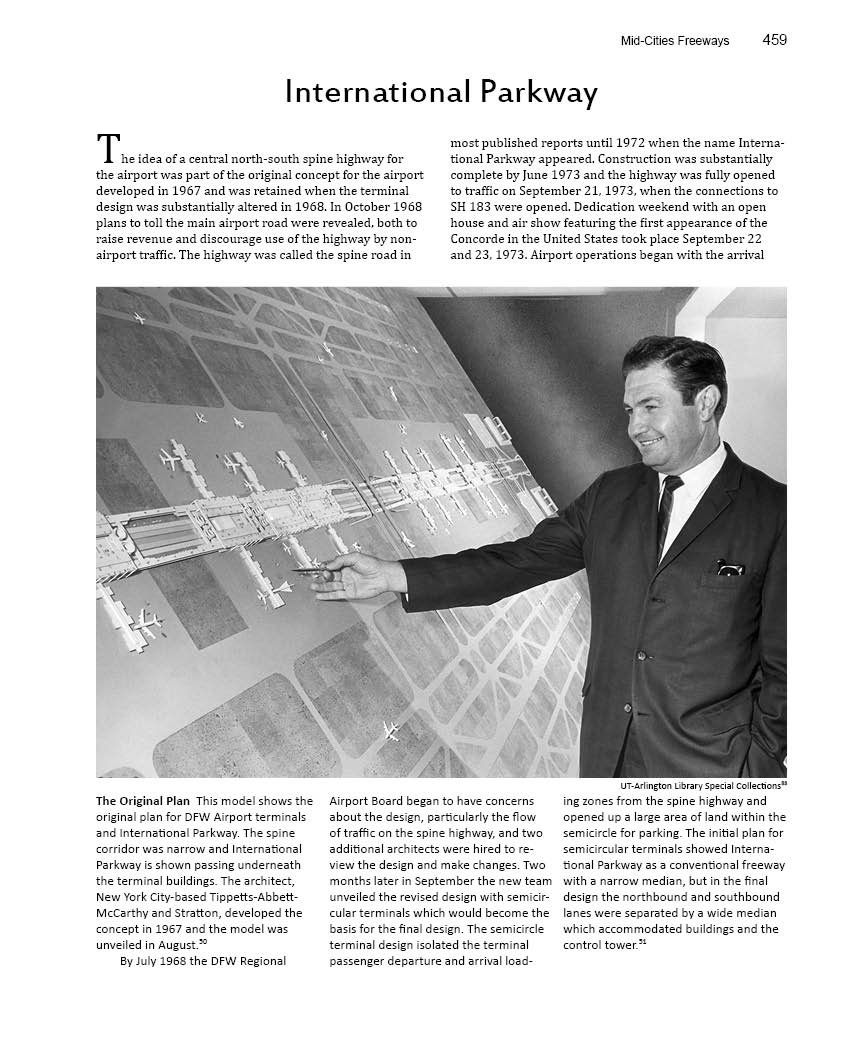 Mid-Cities Freeways 459
International Parkway
The idea of a central north-south spine highway for
the airport was part of the original concept for the airport
developed in 1967 and was retained when the terminal
design was substantially altered in 1968. In October 1968
plans to toll the main airport road were revealed, both to
raise revenue and discourage use of the highway by non-
airport traffic. The highway was called the spine road in
most published reports until 1972 when the name Interna-
tional Parkway appeared. Construction was substantially
complete by June 1973 and the highway was fully opened
to traffic on September 21, 1973, when the connections to
SH 183 were opened. Dedication weekend with an open
house and air show featuring the first appearance of the
Concorde in the United States took place September 22
and 23, 1973. Airport operations began with the arrival
UT-Arlington Library Special Collections
The Original Plan This model shows the
original plan for DFW Airport terminals
and International Parkway. The spine
corridor was narrow and International
Parkway is shown passing underneath
the terminal buildings. The architect,
New York City-based Tippetts-Abbett-
McCarthy and Stratton, developed the
concept in 1967 and the model was
unveiled in August.⁵⁰
By July 1968 the DFW Regional
Airport Board began to have concerns
about the design, particularly the flow
of traffic on the spine highway, and two
additional architects were hired to re-
view the design and make changes. Two
months later in September the new team
unveiled the revised design with semicir-
cular terminals which would become the
basis for the final design. The semicircle
terminal design isolated the terminal
passenger departure and arrival load-
ing zones from the spine highway and
opened up a large area of land within the
semicircle for parking. The initial plan for
semicircular terminals showed Interna-
tional Parkway as a conventional freeway
with a narrow median, but in the final
design the northbound and southbound
lanes were separated by a wide median
which accommodated buildings and the
control tower.⁵¹